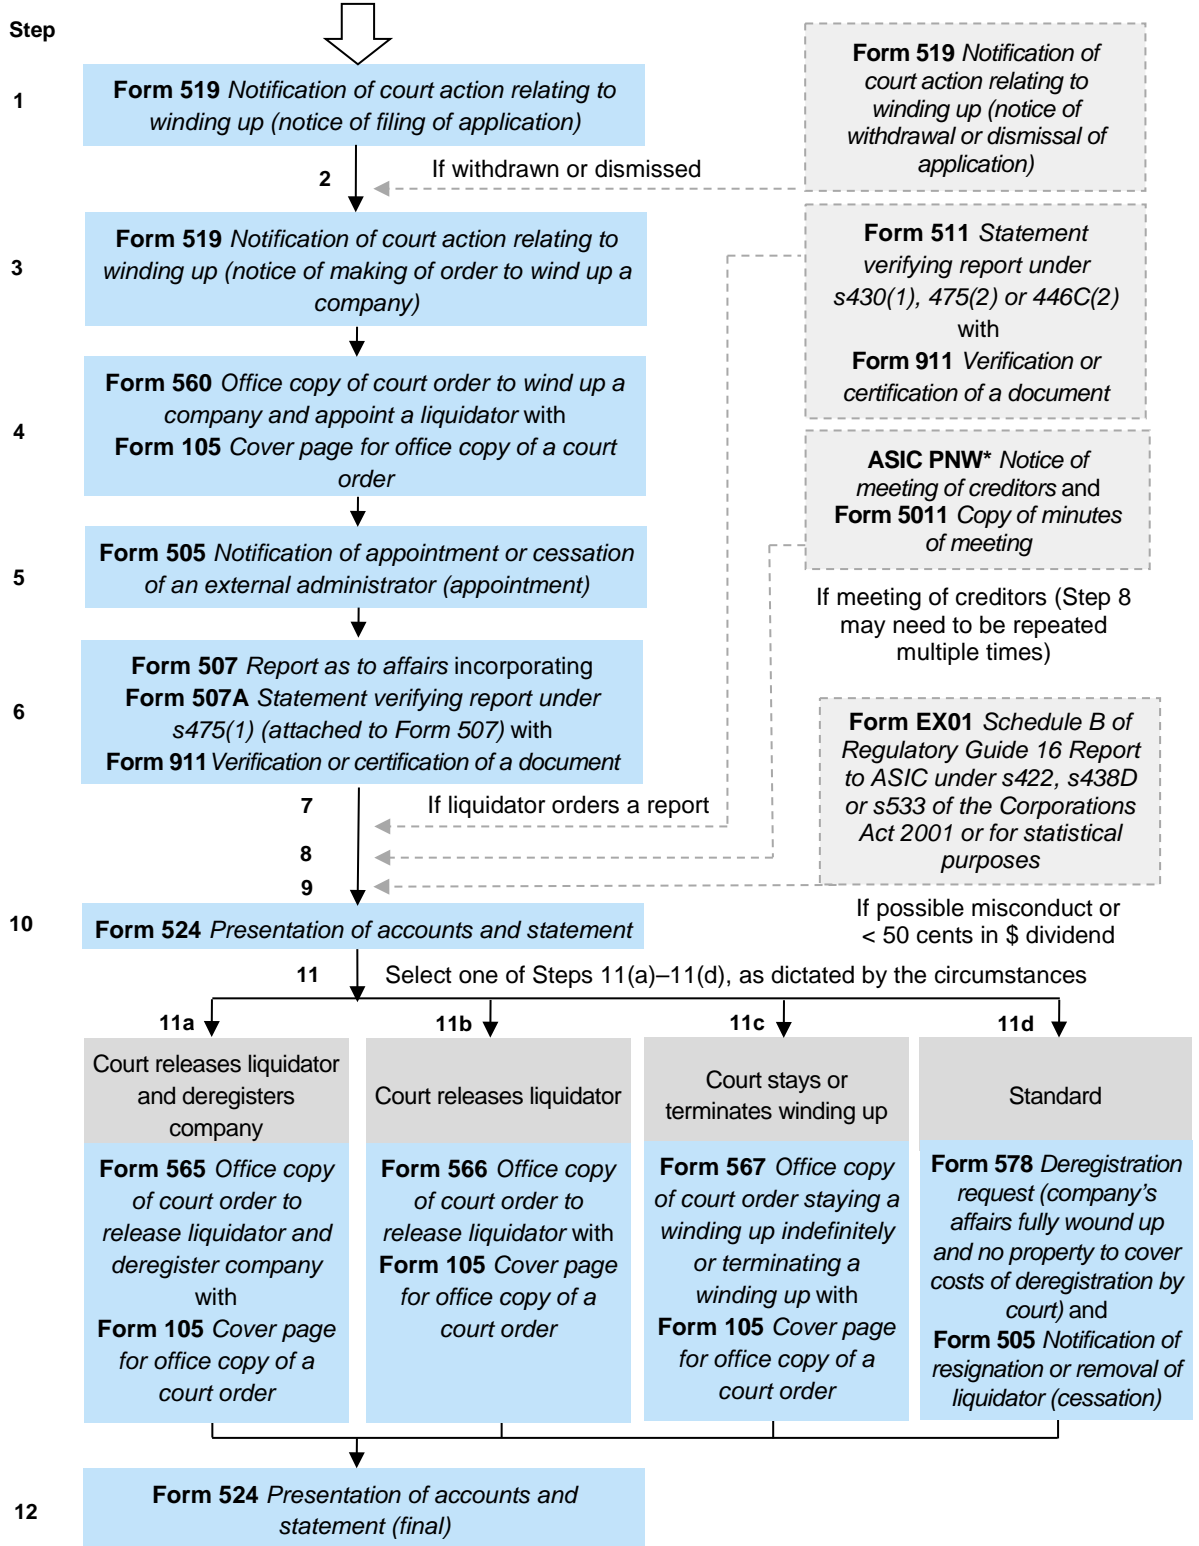 Step
1
Form 519 Notification of court action relating to
winding up (notice of filing of application)
Form 519 Notification of
court action relating to
winding up (notice of
withdrawal or dismissal of
application)
2
If withdrawn or dismissed
3
Form 519 Notification of court action relating to
winding up (notice of making of order to wind up a
company)
Form 511 Statement
verifying report under
s430(1), 475(2) or 446C(2)
with
Form 911 Verification or
certification of a document
4
Form 560 Office copy of court order to wind up a
company and appoint a liquidator with
Form 105 Cover page for office copy of a court
order
ASIC PNW* Notice of
meeting of creditors and
Form 5011 Copy of minutes
of meeting
If meeting of creditors (Step 8
may need to be repeated
multiple times)
5
Form 505 Notification of appointment or cessation
of an external administrator (appointment)
6
Form 507 Report as to affairs incorporating
Form 507A Statement verifying report under
s475(1) (attached to Form 507) with
Form 911 Verification or certification of a document
Form EX01 Schedule B of
Regulatory Guide 16 Report
to ASIC under s422, s438D
or s533 of the Corporations
Act 2001 or for statistical
purposes
If possible misconduct or
< 50 cents in $ dividend
7
If liquidator orders a report
8
9
10
Form 524 Presentation of accounts and statement
11
Select one of Steps 11(a)–11(d), as dictated by the circumstances
11a
11b
11c
11d
Court releases liquidator
and deregisters
company
Court releases liquidator
Court stays or
terminates winding up
Standard
Form 565 Office copy
of court order to
release liquidator and
deregister company
with
Form 105 Cover page
for office copy of a
court order
Form 566 Office copy
of court order to
release liquidator with
Form 105 Cover page
for office copy of a
court order
Form 567 Office copy
of court order staying a
winding up indefinitely
or terminating a
winding up with
Form 105 Cover page
for office copy of a
court order
Form 578 Deregistration
request (company’s
affairs fully wound up
and no property to cover
costs of deregistration by
court) and
Form 505 Notification of
resignation or removal of
liquidator (cessation)
12
Form 524 Presentation of accounts and
statement (final)